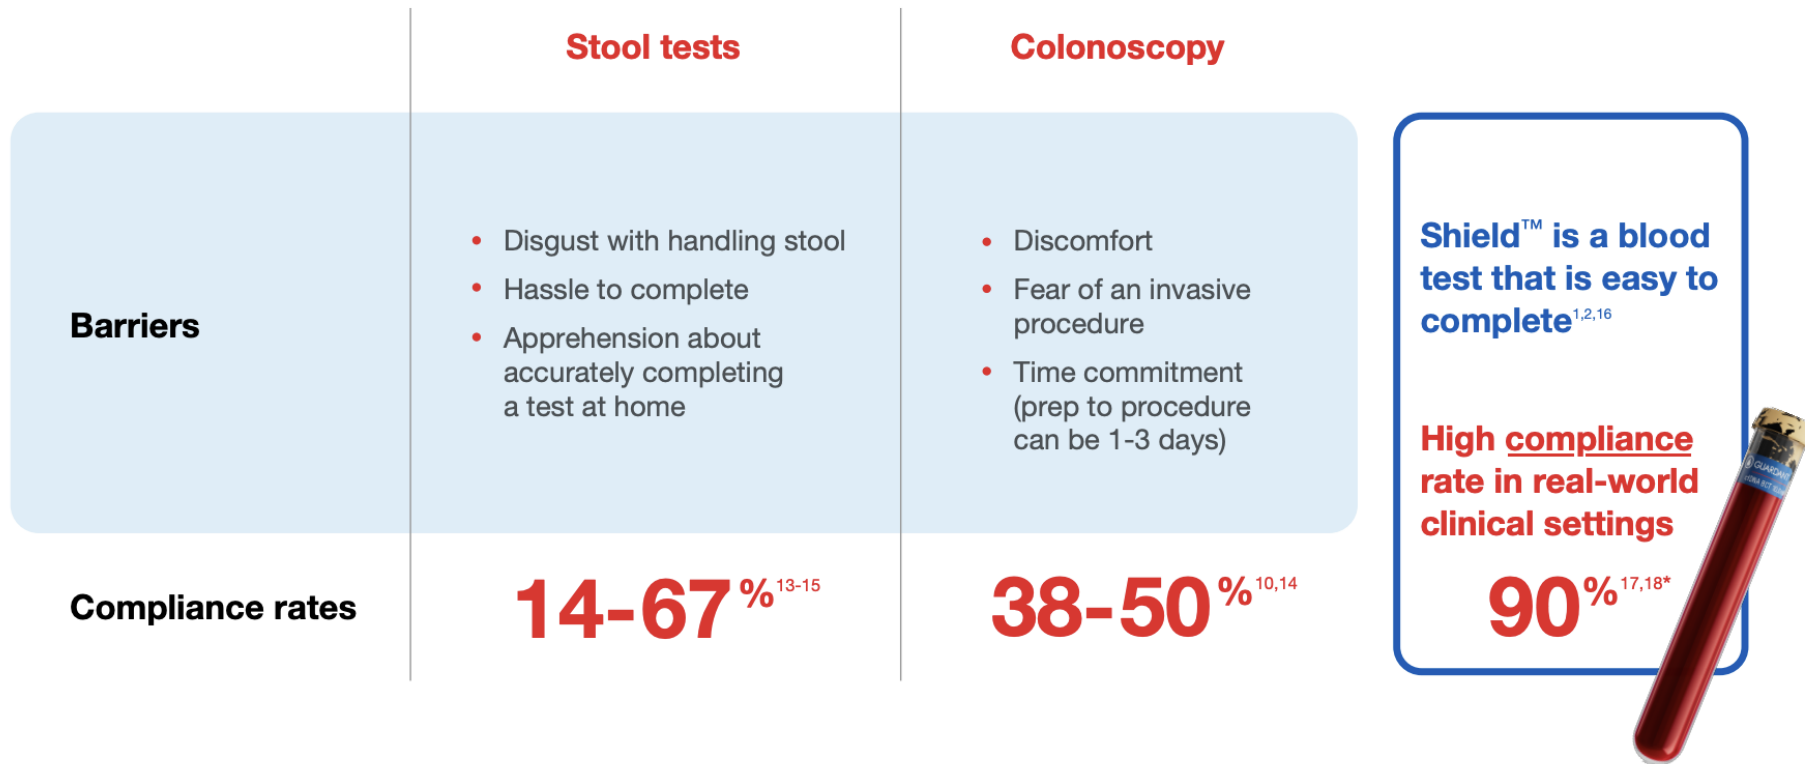 Stool tests
Colonoscopy
Barriers
• Disgust with handling stool
• Hassle to complete
• Apprehension about
accurately completing
a test at home
• Discomfort
• Fear of an invasive
procedure
• Time commitment
(prep to procedure
can be 1-3 days)
Shield™ is a blood
test that is easy to
complete1,2,16
High compliance
rate in real-world
clinical settings
Compliance rates
14-67%13-15
38-50%10,14
90%17,18*
GUARDANT